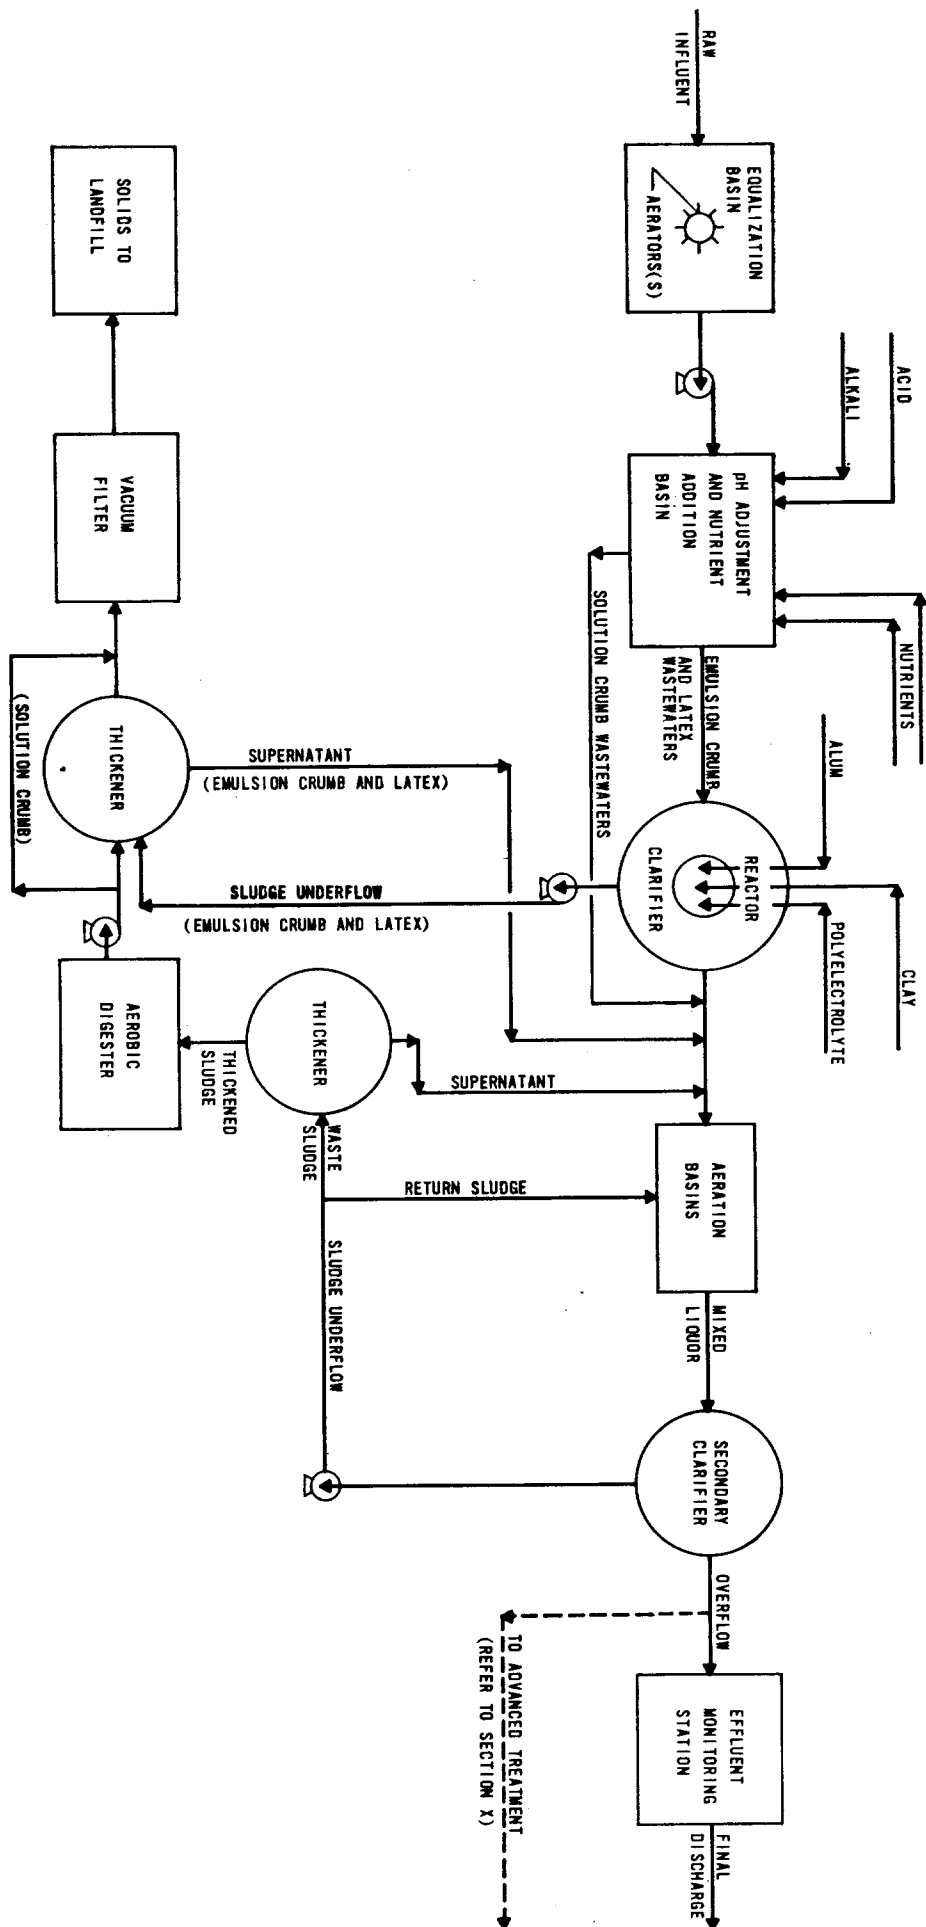 RAW
INFLUENT
EQUALIZATION
BASIN
AERATORS(S)
ACID
ALKALI
pH ADJUSTMENT
AND NUTRIENT
ADDITION
BASIN
NUTRIENTS
SOLUTION CRUMB WASTEWATERS
EMULSION CRUMB
AND LATEX
WASTEWATERS
ALUM
CLAY
POLYELECTROLYTE
REACTOR
CLARIFIER
AERATION
BASINS
MIXED
LIQUOR
SECONDARY
CLARIFIER
OVERFLOW
EFFLUENT
MONITORING
STATION
FINAL
DISCHARGE
TO ADVANCED TREATMENT
(REFER TO SECTION X)
SUPERNATANT
RETURN SLUDGE
SLUDGE UNDERFLOW
WASTE
SLUDGE
THICKENER
THICKENED
SLUDGE
AEROBIC
DIGESTER
SLUDGE UNDERFLOW
(EMULSION CRUMB AND LATEX)
SUPERNATANT
(EMULSION CRUMB AND LATEX)
THICKENER
(SOLUTION CRUMB)
VACUUM
FILTER
SOLIDS TO
LANDFILL